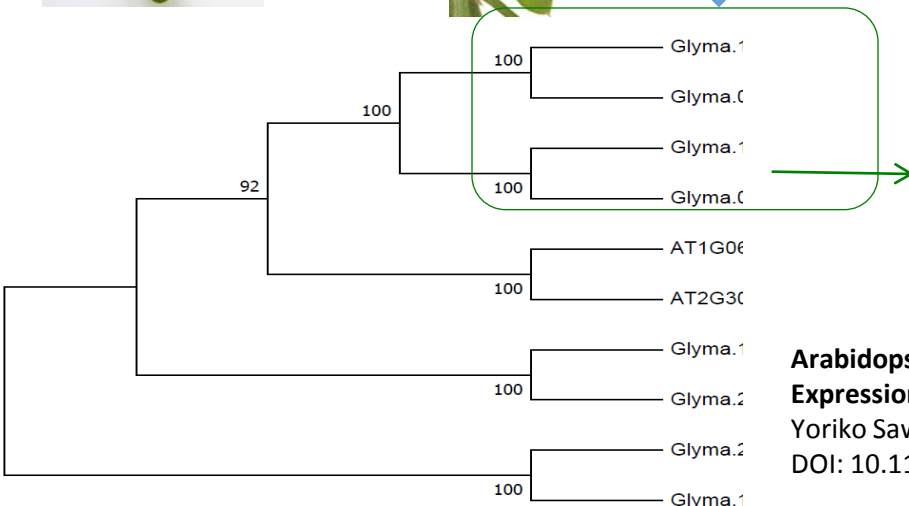 100
Glyma.1
Glyma.0
100
Glyma.1
100
Glyma.0
92
AT1G06
100
AT2G30
Glyma.1
100
Glyma.2
Glyma.2
100
Glyma.1
Arabidops
Expression
Yoriko Sav
DOI: 10.11